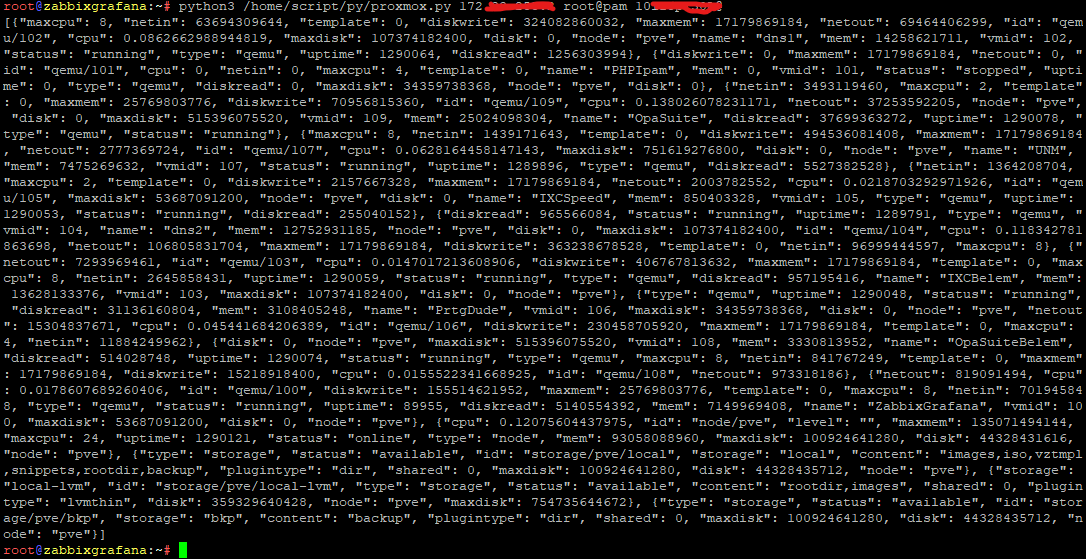 root@zabbixgrafana:~# python3 /home/script/py/proxmox.py 172 root@pam 10
[{"maxcpu": 8, "netin": 63694309644, "template": 0, "diskwrite": 324082860032, "maxmem": 17179869184, "netout": 69464406299, "id": "qe
mu/102", "cpu": 0.0862662988944819, "maxdisk": 107374182400, "disk": 0, "node": "pve", "name": "dns1", "mem": 14258621711, "vmid": 102,
"status": "running", "type": "qemu", "uptime": 1290064, "diskread": 1256303994}, {"diskwrite": 0, "maxmem": 17179869184, "netout": 0,
"id": "qemu/101", "cpu": 0, "netin": 0, "maxcpu": 4, "template": 0, "name": "PHPIpam", "mem": 0, "vmid": 101, "status": "stopped", "upti
me": 0, "type": "qemu", "diskread": 0, "maxdisk": 34359738368, "node": "pve", "disk": 0}, {"netin": 3493119460, "maxcpu": 2, "template"
: 0, "maxmem": 25769803776, "diskwrite": 70956815360, "id": "qemu/109", "cpu": 0.138026078231171, "netout": 37253592205, "node": "pve",
"disk": 0, "maxdisk": 515396075520, "vmid": 109, "mem": 25024098304, "name": "OpaSuite", "diskread": 37699363272, "uptime": 1290078, "
type": "qemu", "status": "running"}, {"maxcpu": 8, "netin": 1439171643, "template": 0, "diskwrite": 494536081408, "maxmem": 17179869184
, "netout": 2777369724, "id": "qemu/107", "cpu": 0.0628164458147143, "maxdisk": 751619276800, "disk": 0, "node": "pve", "name": "UNM",
"mem": 7475269632, "vmid": 107, "status": "running", "uptime": 1289896, "type": "qemu", "diskread": 5527382528}, {"netin": 1364208704,
"maxcpu": 2, "template": 0, "diskwrite": 2157667328, "maxmem": 17179869184, "netout": 2003782552, "cpu": 0.0218703292971926, "id": "qem
u/105", "maxdisk": 53687091200, "node": "pve", "disk": 0, "name": "IXCSpeed", "mem": 850403328, "vmid": 105, "type": "qemu", "uptime":
1290053, "status": "running", "diskread": 255040152}, {"diskread": 965566084, "status": "running", "uptime": 1289791, "type": "qemu", "
vmid": 104, "name": "dns2", "mem": 12752931185, "node": "pve", "disk": 0, "maxdisk": 107374182400, "id": "qemu/104", "cpu": 0.118342781
863698, "netout": 106805831704, "maxmem": 17179869184, "diskwrite": 363238678528, "template": 0, "netin": 96999444597, "maxcpu": 8}, {"
netout": 7293969461, "id": "qemu/103", "cpu": 0.0147017213608906, "diskwrite": 406767813632, "maxmem": 17179869184, "template": 0, "max
cpu": 8, "netin": 2645858431, "uptime": 1290059, "status": "running", "type": "qemu", "diskread": 957195416, "name": "IXCBelem", "mem":
13628133376, "vmid": 103, "maxdisk": 107374182400, "disk": 0, "node": "pve"}, {"type": "qemu", "uptime": 1290048, "status": "running",
"diskread": 31136160804, "mem": 3108405248, "name": "PrtgDude", "vmid": 106, "maxdisk": 34359738368, "disk": 0, "node": "pve", "netout
": 15304837671, "cpu": 0.045441684206389, "id": "qemu/106", "diskwrite": 230458705920, "maxmem": 17179869184, "template": 0, "maxcpu":
4, "netin": 11884249962}, {"disk": 0, "node": "pve", "maxdisk": 515396075520, "vmid": 108, "mem": 3330813952, "name": "OpaSuiteBelem",
"diskread": 514028748, "uptime": 1290074, "status": "running", "type": "qemu", "maxcpu": 8, "netin": 841767249, "template": 0, "maxmem"
: 17179869184, "diskwrite": 15218918400, "cpu": 0.0155522341668925, "id": "qemu/108", "netout": 973318186}, {"netout": 819091494, "cpu"
: 0.0178607689260406, "id": "qemu/100", "diskwrite": 155514621952, "maxmem": 25769803776, "template": 0, "maxcpu": 8, "netin": 70194584
8, "type": "qemu", "status": "running", "uptime": 89955, "diskread": 5140554392, "mem": 7149969408, "name": "ZabbixGrafana", "vmid": 10
0, "maxdisk": 53687091200, "disk": 0, "node": "pve"}, {"cpu": 0.12075604437975, "id": "node/pve", "level": "", "maxmem": 135071494144,
"maxcpu": 24, "uptime": 1290121, "status": "online", "type": "node", "mem": 93058088960, "maxdisk": 100924641280, "disk": 44328431616,
"node": "pve"}, {"type": "storage", "status": "available", "id": "storage/pve/local", "storage": "local", "content": "images,iso,vztmpl
,snippets,rootdir,backup", "plugintype": "dir", "shared": 0, "maxdisk": 100924641280, "disk": 44328435712, "node": "pve"}, {"storage":
"local-lvm", "id": "storage/pve/local-lvm", "type": "storage", "status": "available", "content": "rootdir,images", "shared": 0, "plugin
type": "lvmthin", "disk": 359329640428, "node": "pve", "maxdisk": 754735644672}, {"type": "storage", "status": "available", "id": "stor
age/pve/bkp", "storage": "bkp", "content": "backup", "plugintype": "dir", "shared": 0, "maxdisk": 100924641280, "disk": 44328435712, "n
ode": "pve"}]
root@zabbixgrafana:~#